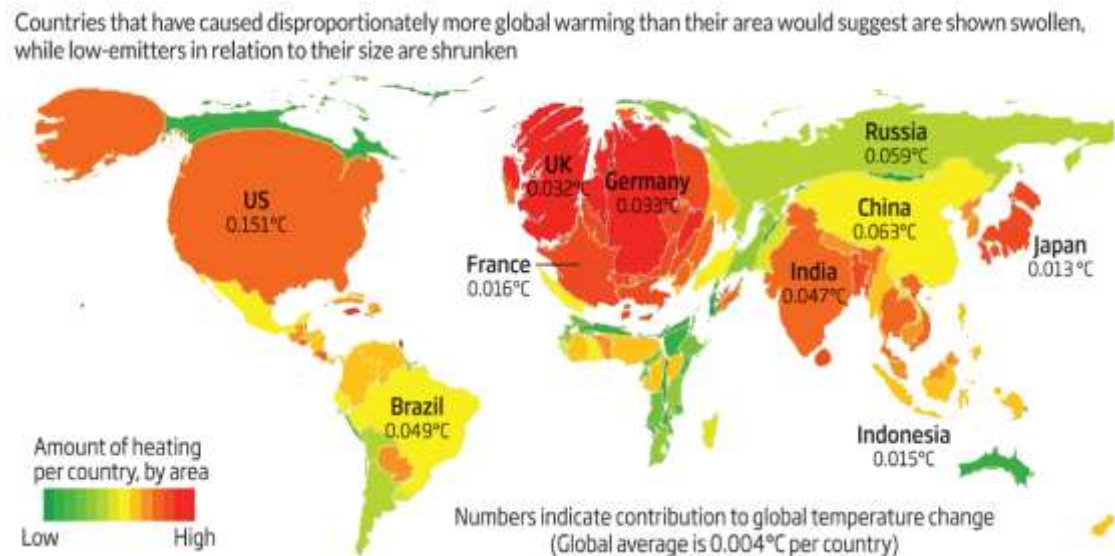 Countries that have caused disproportionately more global warming than their area would suggest are shown swollen,
while low-emitters in relation to their size are shrunken
US
0.151°C
UK
0.032°C
Germany
0.033°C
Russia
0.059°C
China
0.063°C
Japan
0.013°C
France
0.016°C
India
0.047°C
Brazil
0.049°C
Indonesia
0.015°C
Amount of heating
per country, by area
Low
High
Numbers indicate contribution to global temperature change
(Global average is 0.004°C per country)